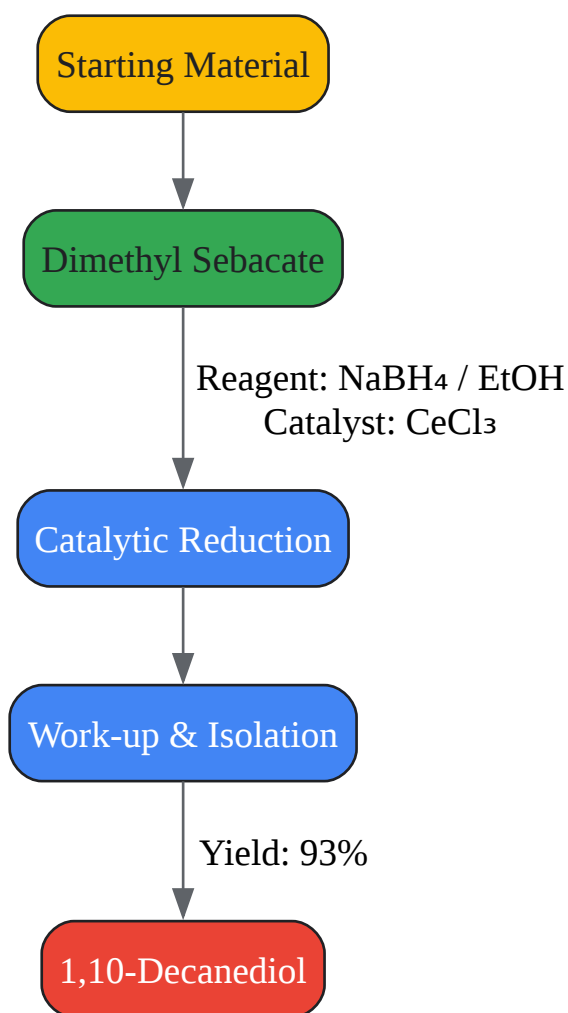 Starting Material
Dimethyl Sebacate
Reagent: NaBH₄ / EtOH
Catalyst: CeCl₃
Catalytic Reduction
Work-up & Isolation
Yield: 93%
1,10-Decanediol